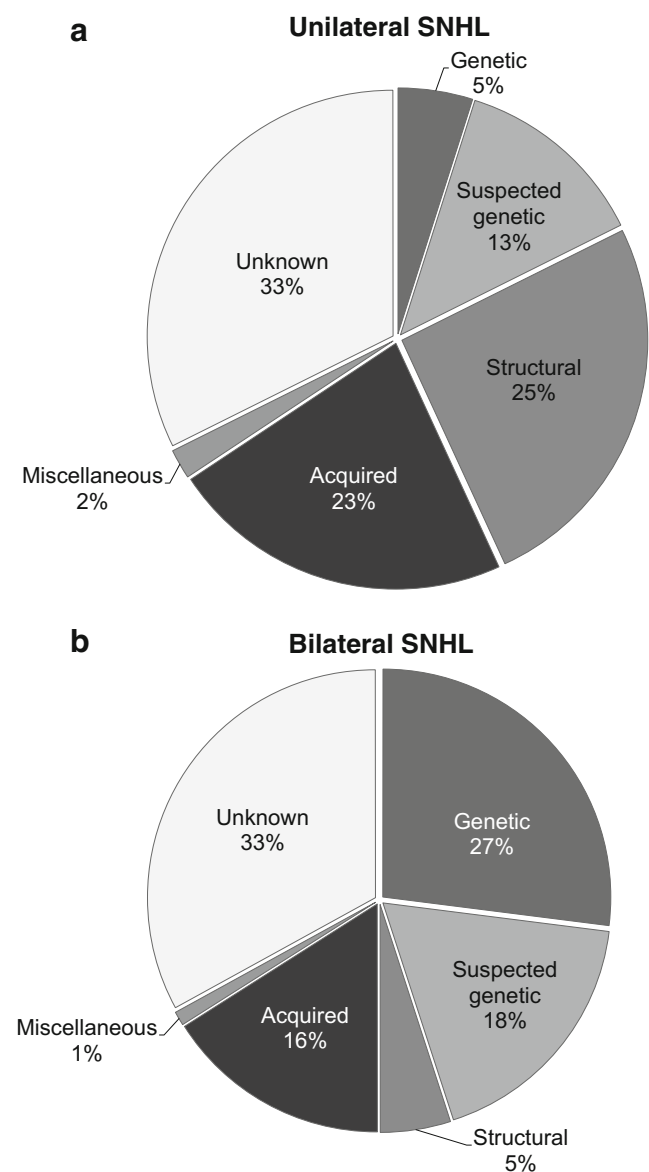 a
Unilateral SNHL
Genetic
5%
Suspected
genetic
13%
Structural
25%
Acquired
23%
Miscellaneous
2%
Unknown
33%
b
Bilateral SNHL
Genetic
27%
Suspected
genetic
18%
Structural
5%
Acquired
16%
Miscellaneous
1%
Unknown
33%